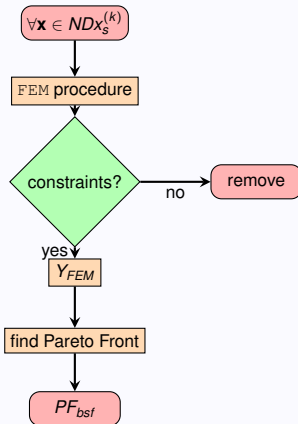 ∀x ∈ NDx_s^(k)
FEM procedure
constraints?
no
remove
yes
Y_FEM
find Pareto Front
PF_bsf